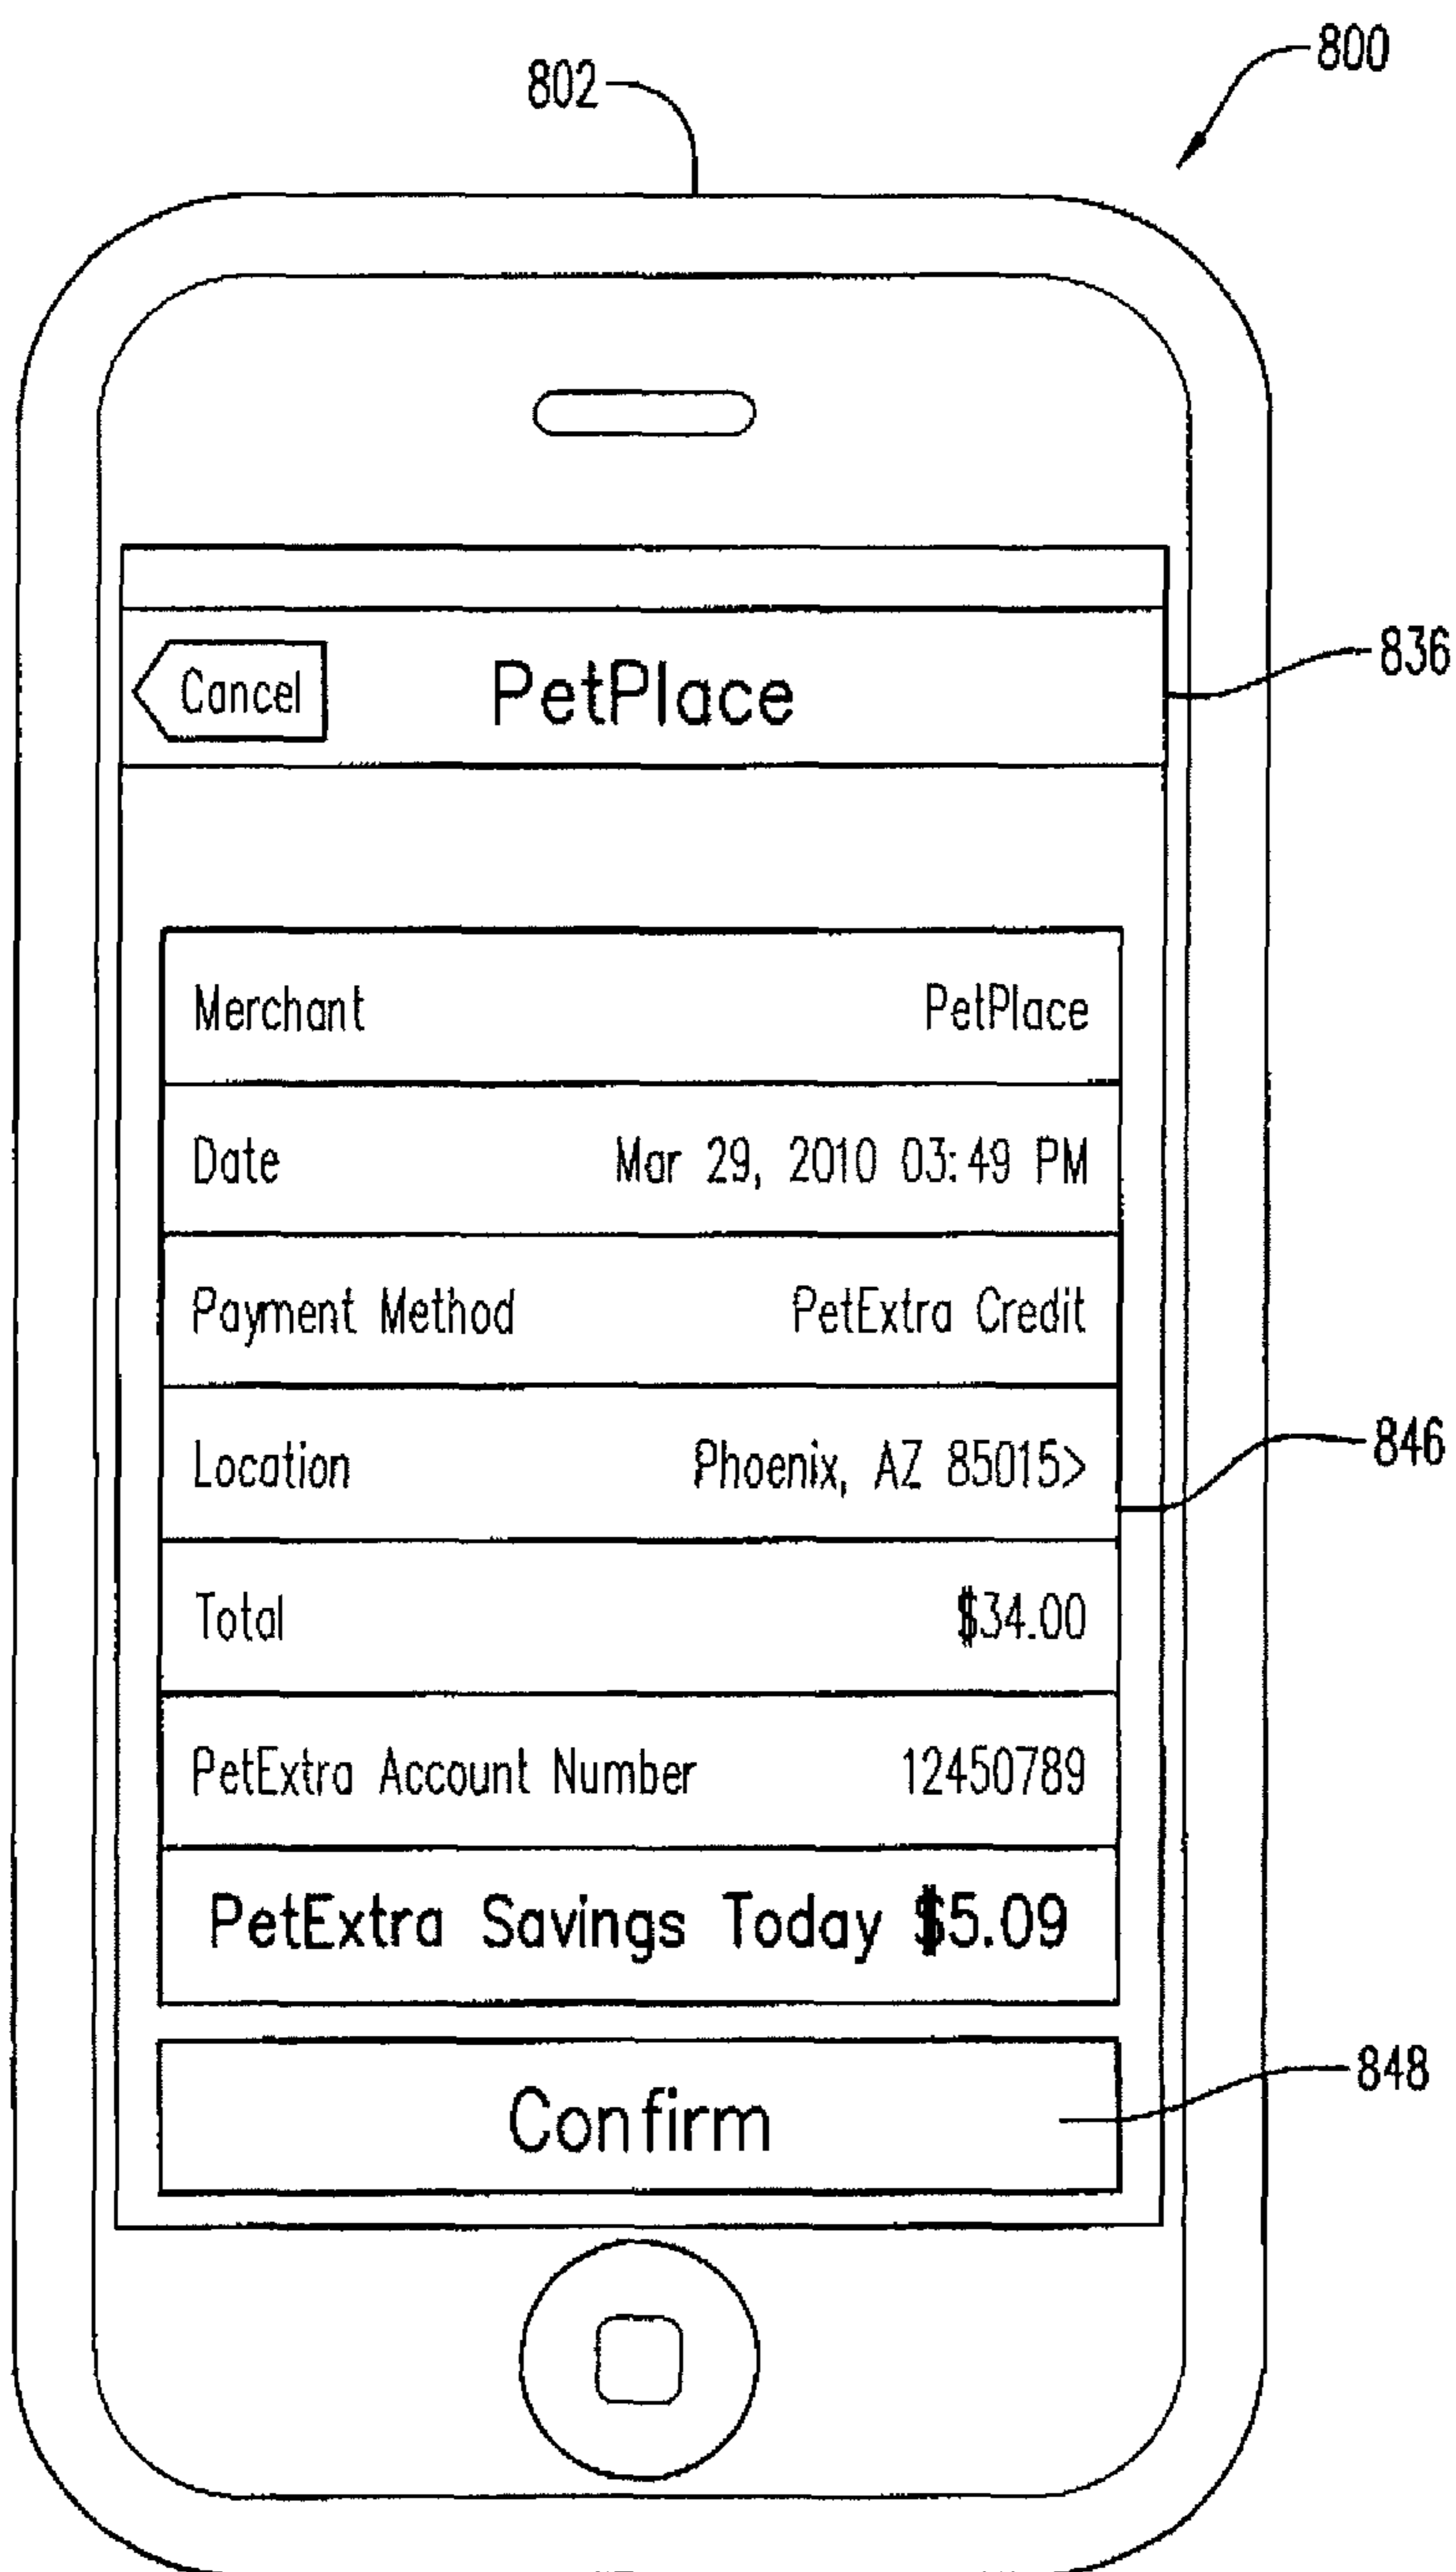 800
802
Cancel PetPlace
836
Merchant PetPlace
Date Mar 29, 2010 03:49 PM
Payment Method PetExtra Credit
Location Phoenix, AZ 85015>
846
Total $34.00
PetExtra Account Number 12450789
PetExtra Savings Today $5.09
Confirm
848